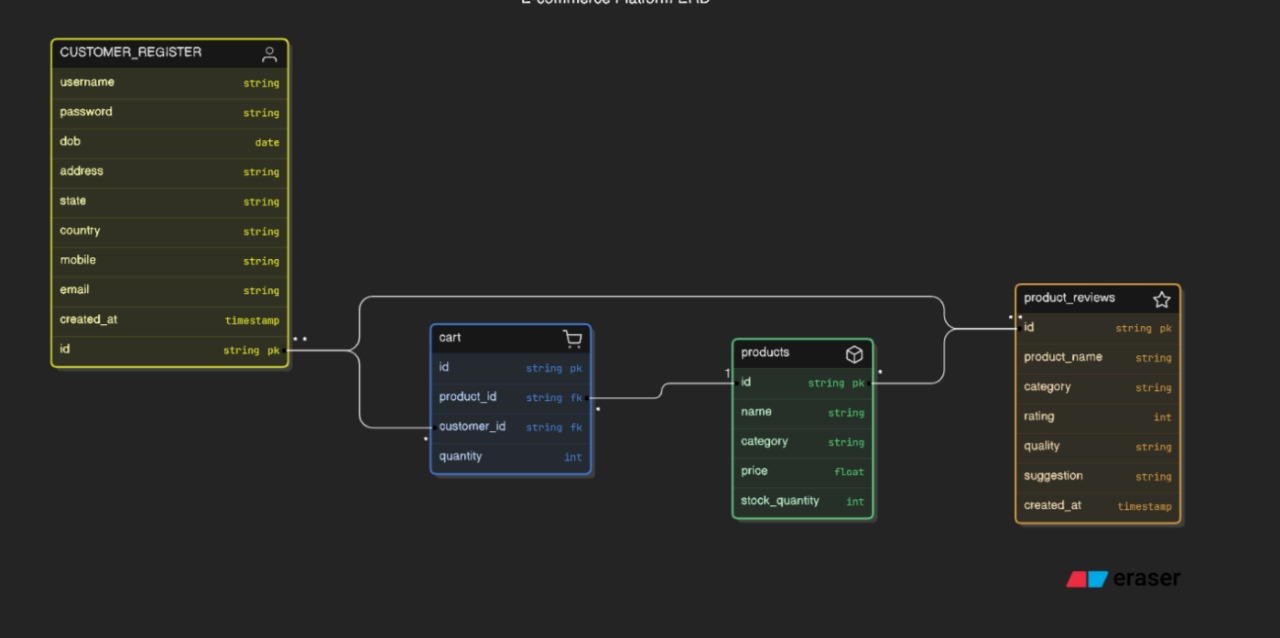 E-commerce Platform ERD
CUSTOMER_REGISTER
username string
password string
dob date
address string
state string
country string
mobile string
email string
created_at timestamp
id string pk
* *
cart
id string pk
product_id string fk
customer_id string fk
quantity int
*
*
products
1
id string pk
*
name string
category string
price float
stock_quantity int
product_reviews
* *
id string pk
product_name string
category string
rating int
quality string
suggestion string
created_at timestamp
eraser